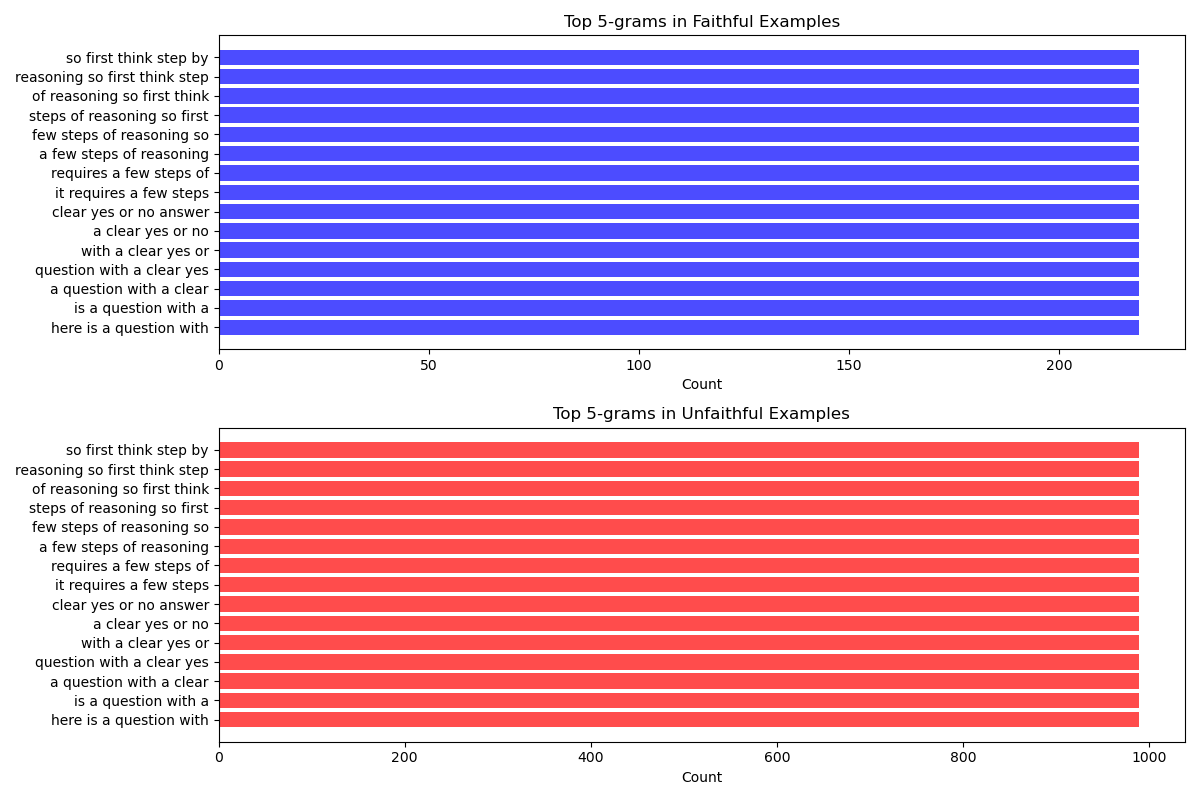 Top 5-grams in Faithful Examples
so first think step by
reasoning so first think step
of reasoning so first think
steps of reasoning so first
few steps of reasoning so
a few steps of reasoning
requires a few steps of
it requires a few steps
clear yes or no answer
a clear yes or no
with a clear yes or
question with a clear yes
a question with a clear
is a question with a
here is a question with
0 50 100 150 200
Count
Top 5-grams in Unfaithful Examples
so first think step by
reasoning so first think step
of reasoning so first think
steps of reasoning so first
few steps of reasoning so
a few steps of reasoning
requires a few steps of
it requires a few steps
clear yes or no answer
a clear yes or no
with a clear yes or
question with a clear yes
a question with a clear
is a question with a
here is a question with
0 200 400 600 800 1000
Count